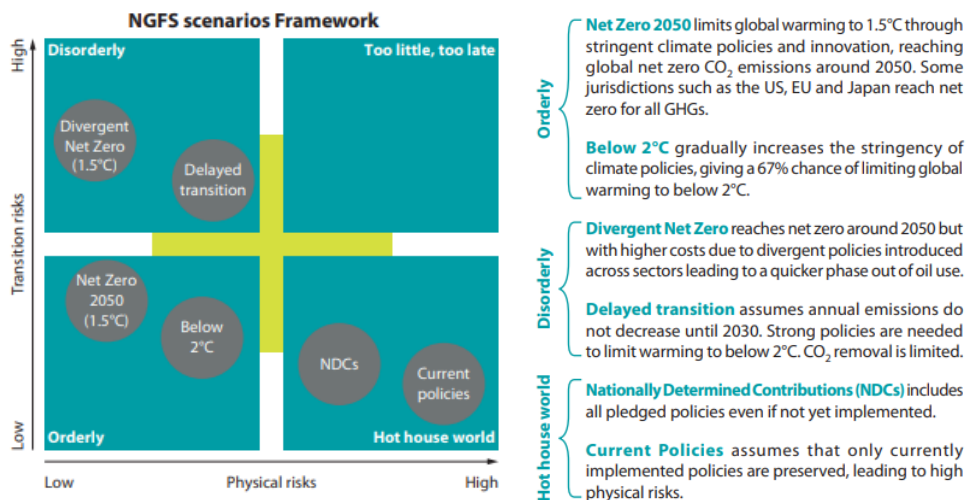 NGFS scenarios Framework
High
Transition risks
Low
Disorderly
Too little, too late
Divergent
Net Zero
(1.5°C)
Delayed
transition
Net Zero
2050
(1.5°C)
Below
2°C
NDCs
Current
policies
Orderly
Hot house world
Low
Physical risks
High
Orderly
Net Zero 2050 limits global warming to 1.5°C through
stringent climate policies and innovation, reaching
global net zero CO₂ emissions around 2050. Some
jurisdictions such as the US, EU and Japan reach net
zero for all GHGs.
Below 2°C gradually increases the stringency of
climate policies, giving a 67% chance of limiting global
warming to below 2°C.
Disorderly
Divergent Net Zero reaches net zero around 2050 but
with higher costs due to divergent policies introduced
across sectors leading to a quicker phase out of oil use.
Delayed transition assumes annual emissions do
not decrease until 2030. Strong policies are needed
to limit warming to below 2°C. CO₂ removal is limited.
Hot house world
Nationally Determined Contributions (NDCs) includes
all pledged policies even if not yet implemented.
Current Policies assumes that only currently
implemented policies are preserved, leading to high
physical risks.